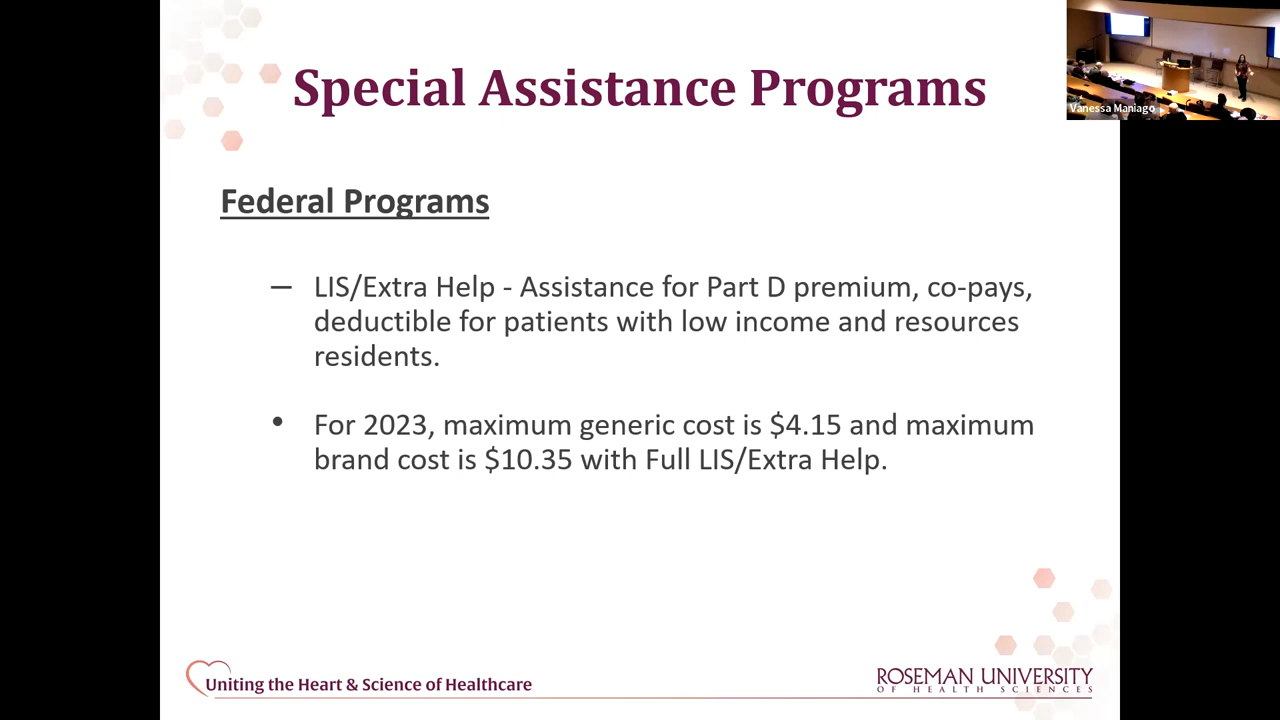 Special Assistance Programs
Vanessa Maniago
Federal Programs
– LIS/Extra Help - Assistance for Part D premium, co-pays,
deductible for patients with low income and resources
residents.
• For 2023, maximum generic cost is $4.15 and maximum
brand cost is $10.35 with Full LIS/Extra Help.
Uniting the Heart & Science of Healthcare
ROSEMAN UNIVERSITY
OF HEALTH SCIENCES